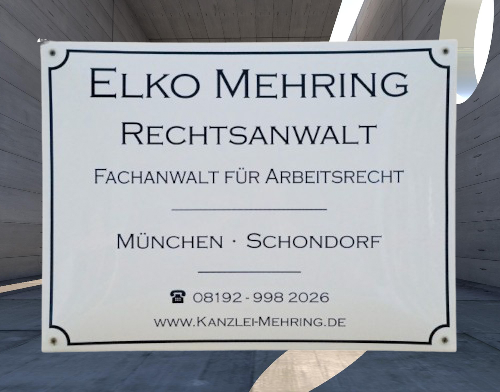 Elko Mehring
Rechtsanwalt
Fachanwalt für Arbeitsrecht
München · Schondorf
☎ 08192 - 998 2026
www.Kanzlei-Mehring.de